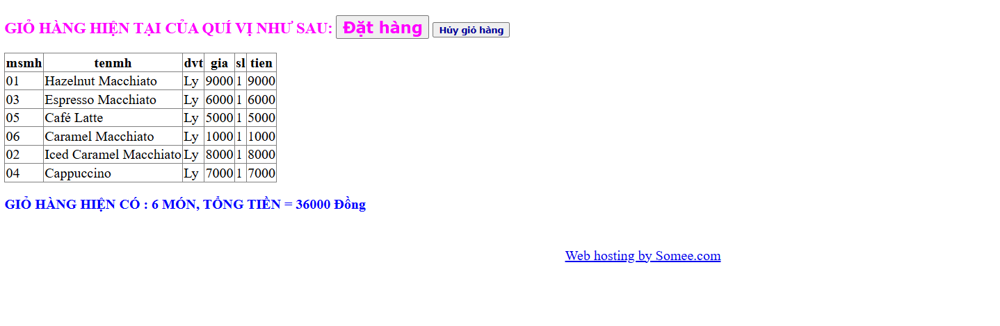 GIỎ HÀNG HIỆN TẠI CỦA QUÍ VỊ NHƯ SAU: Đặt hàng Hủy giỏ hàng
msmh tenmh dvt gia sl tien
01 Hazelnut Macchiato Ly 9000 1 9000
03 Espresso Macchiato Ly 6000 1 6000
05 Café Latte Ly 5000 1 5000
06 Caramel Macchiato Ly 1000 1 1000
02 Iced Caramel Macchiato Ly 8000 1 8000
04 Cappuccino Ly 7000 1 7000
GIỎ HÀNG HIỆN CÓ : 6 MÓN, TỔNG TIỀN = 36000 Đồng
Web hosting by Somee.com